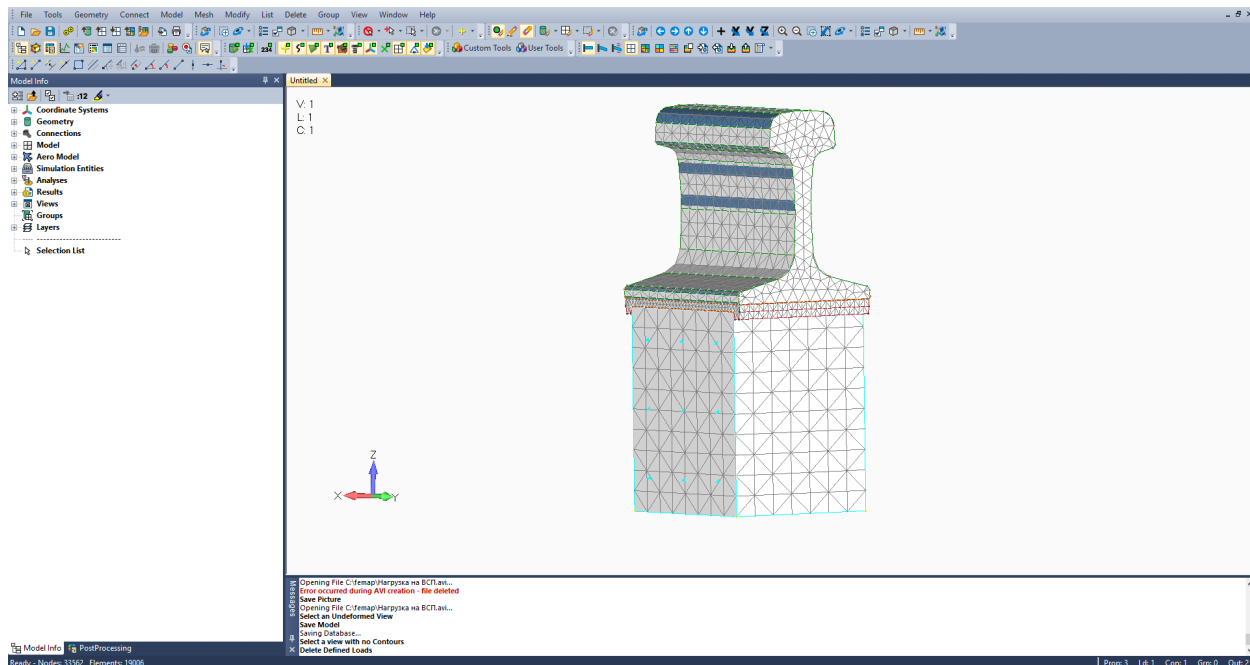 File Tools Geometry Connect Model Mesh Modify List Delete Group View Window Help
234
Custom Tools User Tools
Model Info
Untitled
:12
Coordinate Systems
Geometry
Connections
Model
Aero Model
Simulation Entities
Analyses
Results
Views
Groups
Layers
Selection List
V: 1
L: 1
C: 1
Z
X
Y
Messages
Opening File C:\femap\Нагрузка на ВСП.avi...
Error occurred during AVI creation - file deleted
Save Picture
Opening File C:\femap\Нагрузка на ВСП.avi...
Select an Undeformed View
Save Model
Saving Database...
Select a view with no Contours
Delete Defined Loads
Model Info PostProcessing
Ready - Nodes: 33562 Elements: 19006
Prop: 3 Ld: 1 Con: 1 Grp: 0 Out: 2